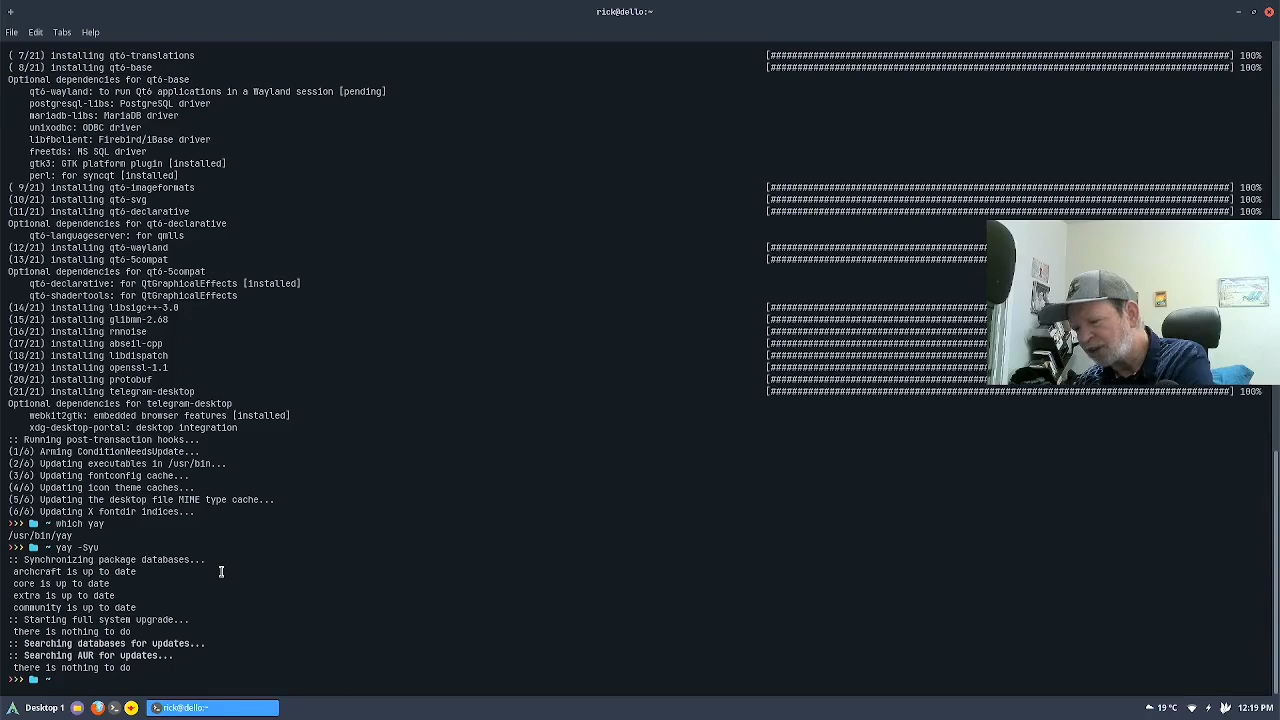 rick@dello:~
File Edit Tabs Help
( 7/21) installing qt6-translations [######################################################################################] 100%
( 8/21) installing qt6-base [######################################################################################] 100%
Optional dependencies for qt6-base
qt6-wayland: to run Qt6 applications in a Wayland session [pending]
postgresql-libs: PostgreSQL driver
mariadb-libs: MariaDB driver
unixodbc: ODBC driver
libfbclient: Firebird/iBase driver
freetds: MS SQL driver
gtk3: GTK platform plugin [installed]
perl: for syncqt [installed]
( 9/21) installing qt6-imageformats [######################################################################################] 100%
(10/21) installing qt6-svg [######################################################################################] 100%
(11/21) installing qt6-declarative [######################################################################################] 100%
Optional dependencies for qt6-declarative
qt6-languageserver: for qmlls
(12/21) installing qt6-wayland [#########################################
(13/21) installing qt6-5compat [#########################################
Optional dependencies for qt6-5compat
qt6-declarative: for QtGraphicalEffects [installed]
qt6-shadertools: for QtGraphicalEffects
(14/21) installing libsigc++-3.0 [#########################################
(15/21) installing glibmm-2.68 [#########################################
(16/21) installing rnnoise [#########################################
(17/21) installing abseil-cpp [#########################################
(18/21) installing libdispatch [#########################################
(19/21) installing openssl-1.1 [#########################################
(20/21) installing protobuf [#########################################
(21/21) installing telegram-desktop [######################################################################################] 100%
Optional dependencies for telegram-desktop
webkit2gtk: embedded browser features [installed]
xdg-desktop-portal: desktop integration
:: Running post-transaction hooks...
(1/6) Arming ConditionNeedsUpdate...
(2/6) Updating executables in /usr/bin...
(3/6) Updating fontconfig cache...
(4/6) Updating icon theme caches...
(5/6) Updating the desktop file MIME type cache...
(6/6) Updating X fontdir indices...
❯❯❯ ~ which yay
/usr/bin/yay
❯❯❯ ~ yay -Syu
:: Synchronizing package databases...
archcraft is up to date
core is up to date
extra is up to date
community is up to date
:: Starting full system upgrade...
there is nothing to do
:: Searching databases for updates...
:: Searching AUR for updates...
there is nothing to do
❯❯❯ ~
Desktop 1 rick@dello:~ 19 °C 12:19 PM